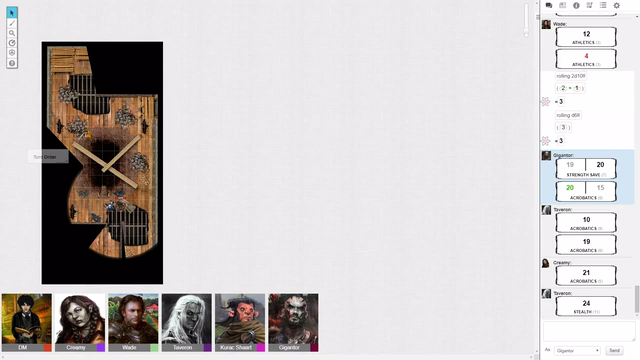 Wade:
12
ATHLETICS
4
ATHLETICS
rolling 2d10!!
(2+1)
= 3
rolling d6!!
(3)
= 3
Gigantor:
19 20
STRENGTH SAVE
20 15
ACROBATICS
Taveron:
10
ACROBATICS
19
ACROBATICS
Creamy:
21
ACROBATICS
Taveron:
24
STEALTH
As: Gigantor
Send
DM
Creamy
Wade
Taveron
Kurac Shaart
Gigantor